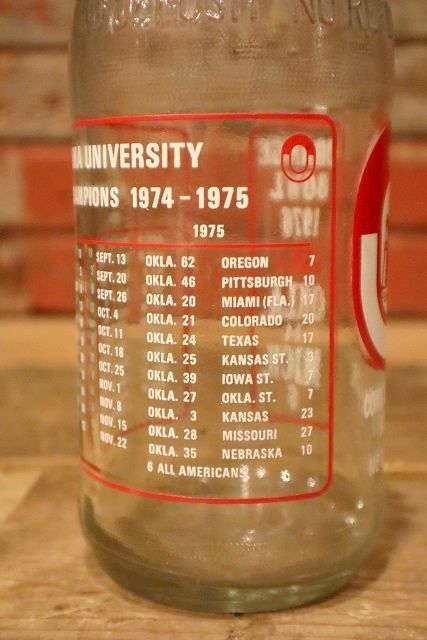 UNIVERSITY
1974 - 1975
1975
SEPT. 13 OKLA. 62 OREGON 7
SEPT. 20 OKLA. 46 PITTSBURGH 10
SEPT. 26 OKLA. 20 MIAMI (FLA.) 17
OCT. 4 OKLA. 21 COLORADO 20
OCT. 11 OKLA. 24 TEXAS 17
OCT. 18 OKLA. 25 KANSAS ST. 3
OCT. 25 OKLA. 39 IOWA ST. 7
NOV. 1 OKLA. 27 OKLA. ST. 7
NOV. 8 OKLA. 3 KANSAS 23
NOV. 15 OKLA. 28 MISSOURI 27
NOV. 22 OKLA. 35 NEBRASKA 10
6 ALL AMERICANS